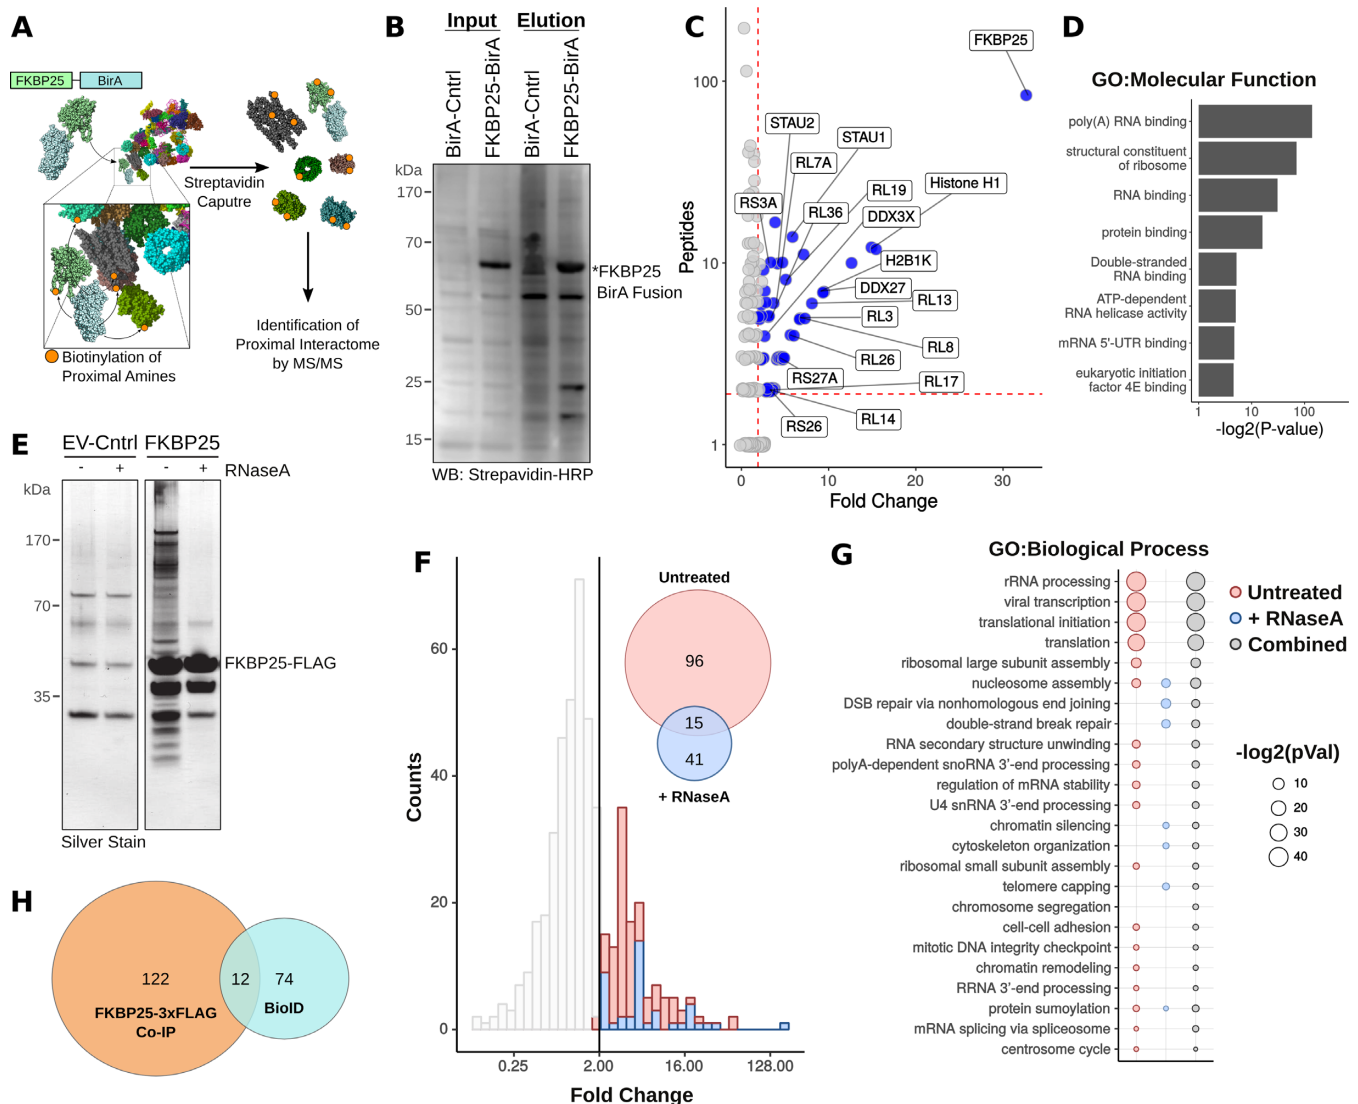 A
FKBP25
BirA
Streptavidin
Caputre
Identification of
Proximal Interactome
by MS/MS
Biotinylation of
Proximal Amines
B
Input
Elution
BirA-Cntrl
FKBP25-BirA
BirA-Cntrl
FKBP25-BirA
kDa
170
70
50
25
15
*FKBP25
BirA Fusion
WB: Strepavidin-HRP
C
Peptides
100
10
1
FKBP25
STAU2
STAU1
RL7A
RL19
Histone H1
RS3A
RL36
DDX3X
H2B1K
DDX27
RL13
RL3
RL8
RL26
RS27A
RL17
RS26
RL14
0
10
20
30
Fold Change
D
GO:Molecular Function
poly(A) RNA binding
structural constituent
of ribosome
RNA binding
protein binding
Double-stranded
RNA binding
ATP-dependent
RNA helicase activity
mRNA 5'-UTR binding
eukaryotic initiation
factor 4E binding
1
10
100
-log2(P-value)
E
EV-Cntrl
FKBP25
-
+
-
+
RNaseA
kDa
170
70
35
FKBP25-FLAG
Silver Stain
F
Counts
60
40
20
0
Untreated
96
15
41
+ RNaseA
0.25
2.00
16.00
128.00
Fold Change
G
GO:Biological Process
rRNA processing
viral transcription
translational initiation
translation
ribosomal large subunit assembly
nucleosome assembly
DSB repair via nonhomologous end joining
double-strand break repair
RNA secondary structure unwinding
polyA-dependent snoRNA 3'-end processing
regulation of mRNA stability
U4 snRNA 3'-end processing
chromatin silencing
cytoskeleton organization
ribosomal small subunit assembly
telomere capping
chromosome segregation
cell-cell adhesion
mitotic DNA integrity checkpoint
chromatin remodeling
RRNA 3'-end processing
protein sumoylation
mRNA splicing via spliceosome
centrosome cycle
Untreated
+ RNaseA
Combined
-log2(pVal)
10
20
30
40
H
122
12
74
FKBP25-3xFLAG
Co-IP
BioID